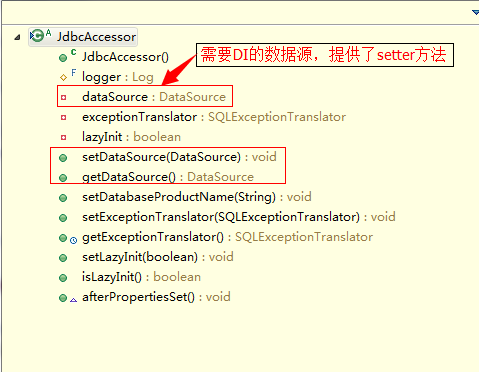 JdbcAccessor
JdbcAccessor()
需要DI的数据源，提供了setter方法
logger : Log
dataSource : DataSource
exceptionTranslator : SQLExceptionTranslator
lazyInit : boolean
setDataSource(DataSource) : void
getDataSource() : DataSource
setDatabaseProductName(String) : void
setExceptionTranslator(SQLExceptionTranslator) : void
getExceptionTranslator() : SQLExceptionTranslator
setLazyInit(boolean) : void
isLazyInit() : boolean
afterPropertiesSet() : void